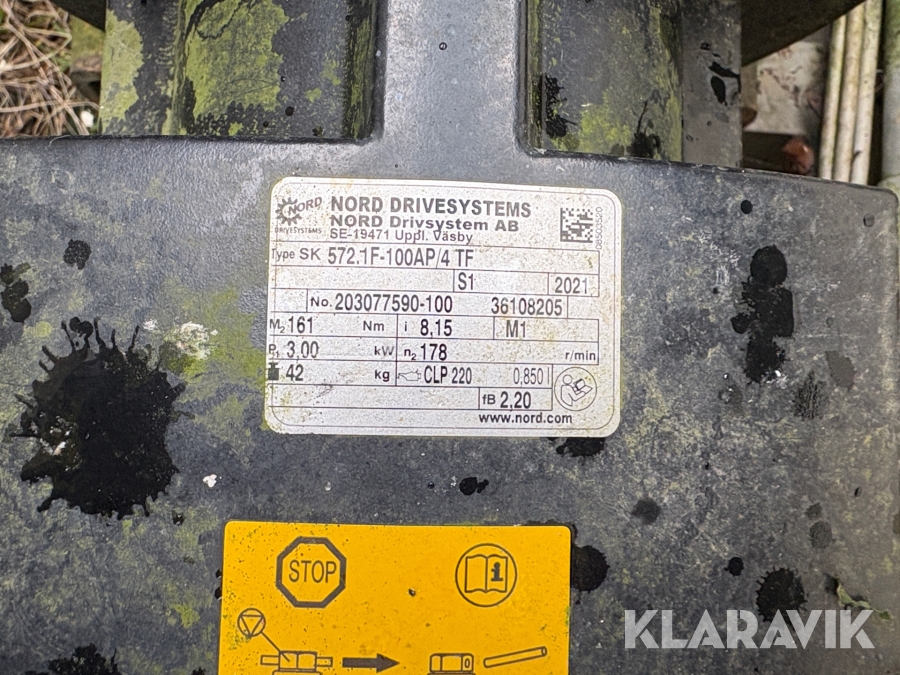 NORD
DRIVESYSTEMS
NORD DRIVESYSTEMS
NORD Drivsystem AB
SE-19471 Uppl. Väsby
Type SK 572.1F-100AP/4 TF
S1 2021
No. 203077590-100 36108205
M2 161 Nm i 8,15 M1
P1 3,00 kW n2 178 r/min
42 kg CLP 220 0,850 l
fB 2,20
www.nord.com
STOP
i
KLARAVIK